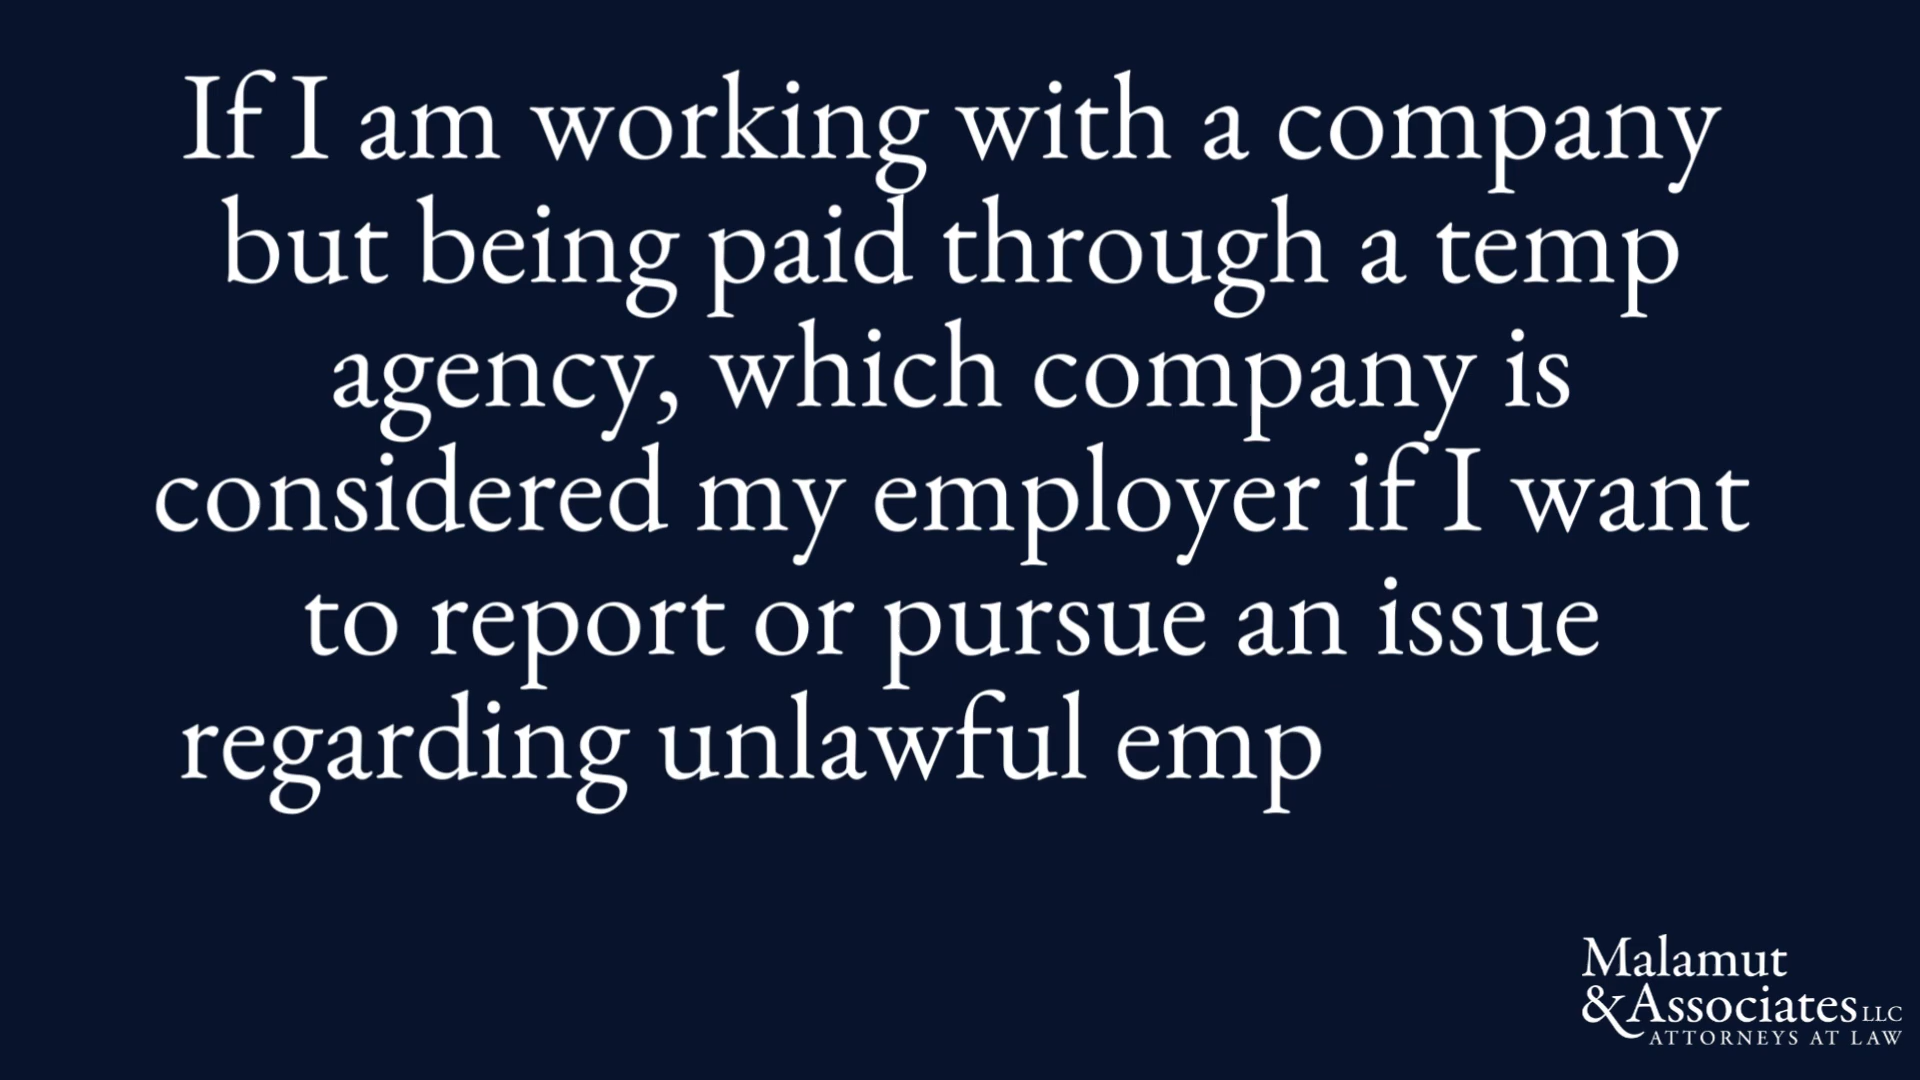 If I am working with a company
but being paid through a temp
agency, which company is
considered my employer if I want
to report or pursue an issue
regarding unlawful emp
Malamut
&Associates LLC
ATTORNEYS AT LAW